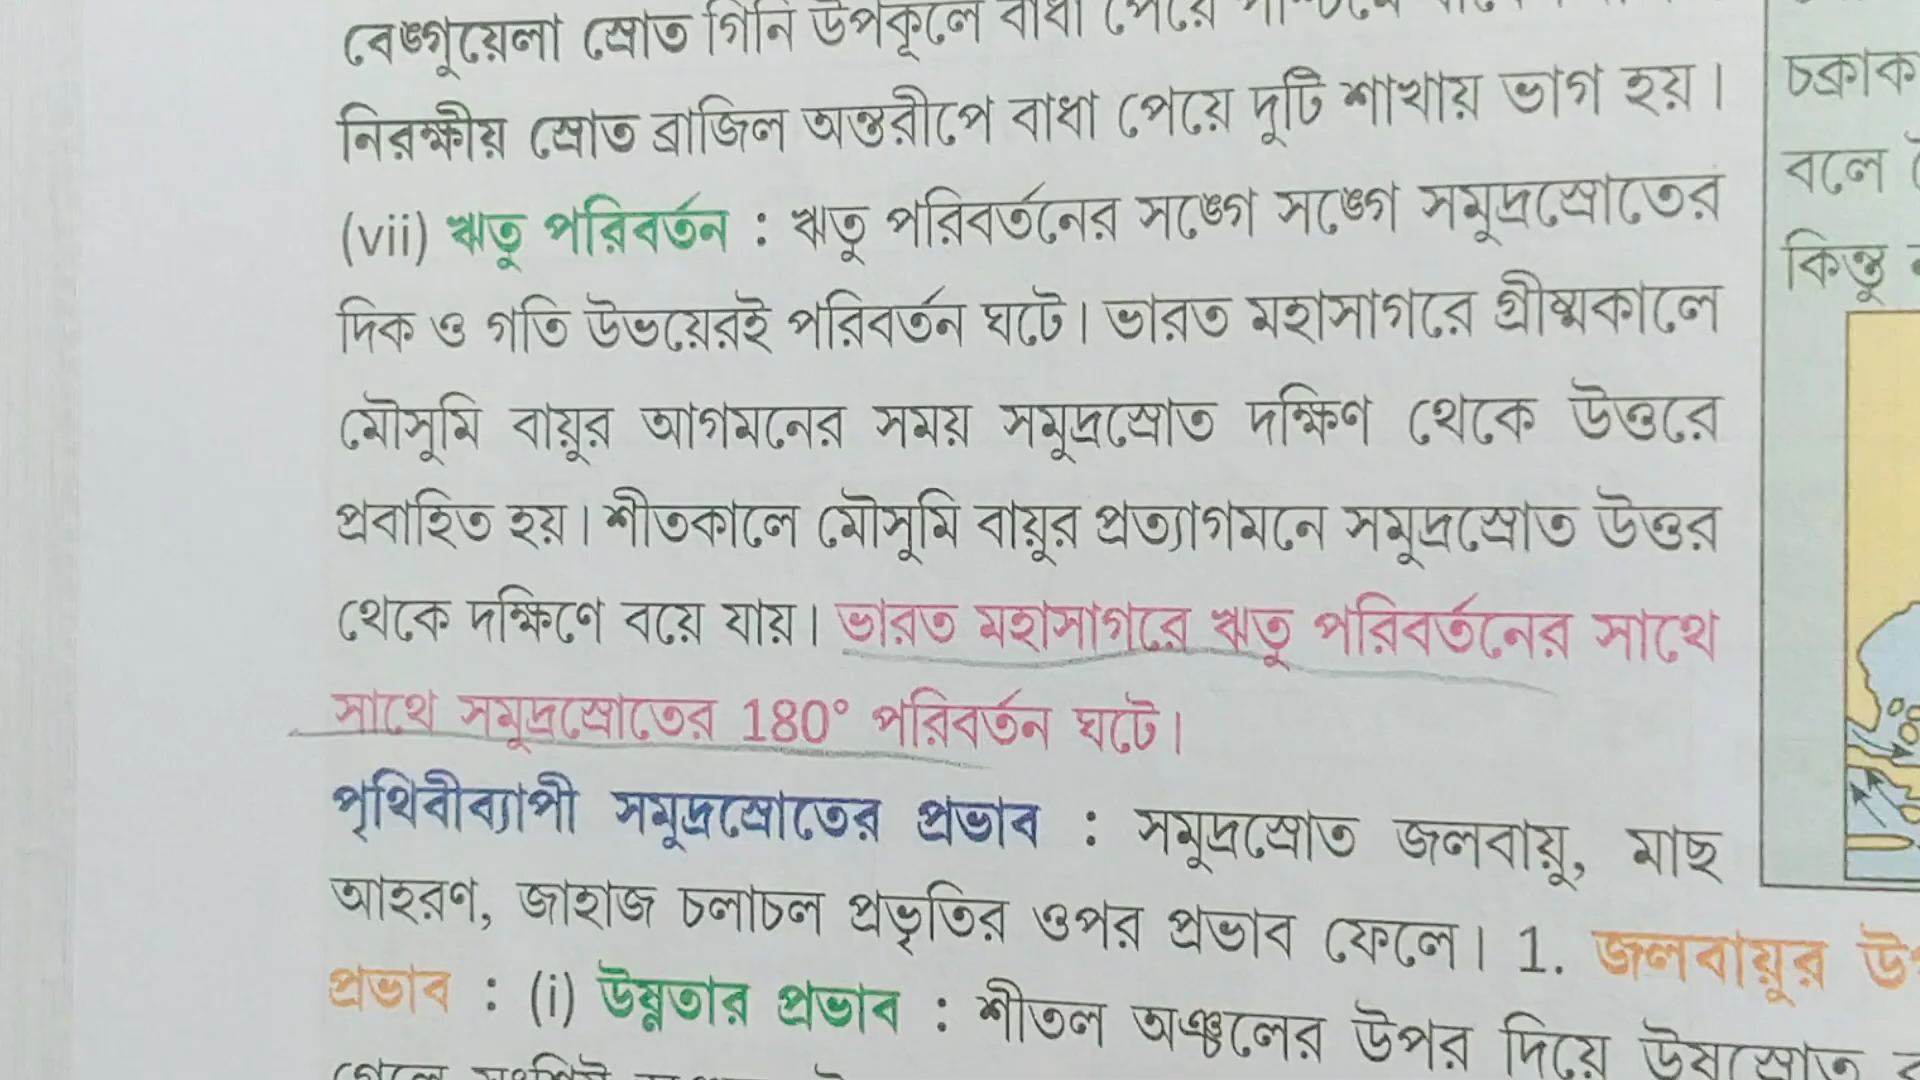 বেঙ্গুয়েলা স্রোত গিনি উপকূলে বাধা পেয়ে
নিরক্ষীয় স্রোত ব্রাজিল অন্তরীপে বাধা পেয়ে দুটি শাখায় ভাগ হয়।
(vii) ঋতু পরিবর্তন : ঋতু পরিবর্তনের সঙ্গে সঙ্গে সমুদ্রস্রোতের
দিক ও গতি উভয়েরই পরিবর্তন ঘটে। ভারত মহাসাগরে গ্রীষ্মকালে
মৌসুমি বায়ুর আগমনের সময় সমুদ্রস্রোত দক্ষিণ থেকে উত্তরে
প্রবাহিত হয়। শীতকালে মৌসুমি বায়ুর প্রত্যাগমনে সমুদ্রস্রোত উত্তর
থেকে দক্ষিণে বয়ে যায়। ভারত মহাসাগরে ঋতু পরিবর্তনের সাথে
সাথে সমুদ্রস্রোতের 180° পরিবর্তন ঘটে।
পৃথিবীব্যাপী সমুদ্রস্রোতের প্রভাব : সমুদ্রস্রোত জলবায়ু, মাছ
আহরণ, জাহাজ চলাচল প্রভৃতির ওপর প্রভাব ফেলে। 1. জলবায়ুর
প্রভাব : (i) উষ্ণতার প্রভাব : শীতল অঞ্চলের উপর দিয়ে উষ্ণস্রোত
চক্রাক
বলে
কিন্তু